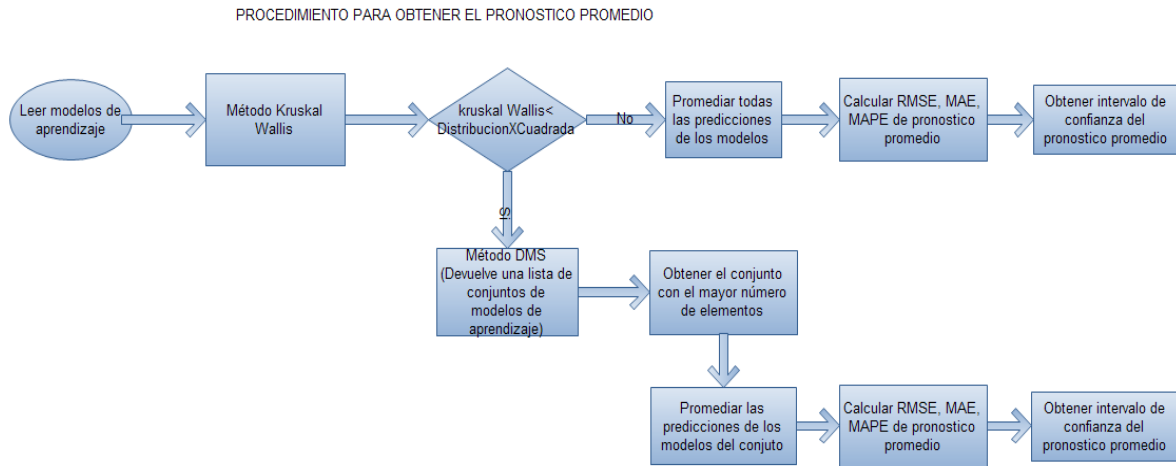 PROCEDIMIENTO PARA OBTENER EL PRONOSTICO PROMEDIO
Leer modelos de
aprendizaje
Método Kruskal
Wallis
kruskal Wallis<
DistribucionXCuadrada
No
Promediar todas
las predicciones
de los modelos
Calcular RMSE, MAE,
MAPE de pronostico
promedio
Obtener intervalo de
confianza del
pronostico promedio
Si
Método DMS
(Devuelve una lista de
conjuntos de
modelos de
aprendizaje)
Obtener el conjunto
con el mayor número
de elementos
Promediar las
predicciones de los
modelos del conjuto
Calcular RMSE, MAE,
MAPE de pronostico
promedio
Obtener intervalo de
confianza del
pronostico promedio